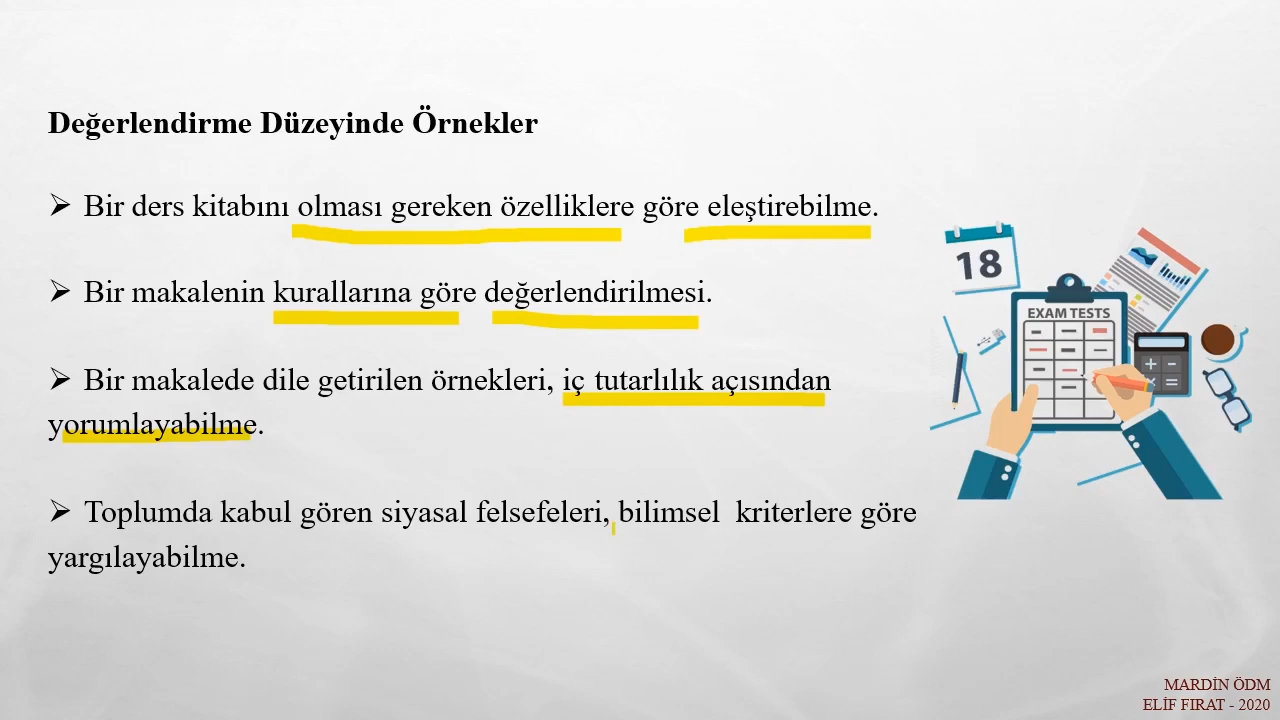 Değerlendirme Düzeyinde Örnekler
➢ Bir ders kitabını olması gereken özelliklere göre eleştirebilme.
➢ Bir makalenin kurallarına göre değerlendirilmesi.
➢ Bir makalede dile getirilen örnekleri, iç tutarlılık açısından
yorumlayabilme.
➢ Toplumda kabul gören siyasal felsefeleri, bilimsel  kriterlere göre
yargılayabilme.
18
EXAM TESTS
MARDİN ÖDM
ELİF FIRAT - 2020